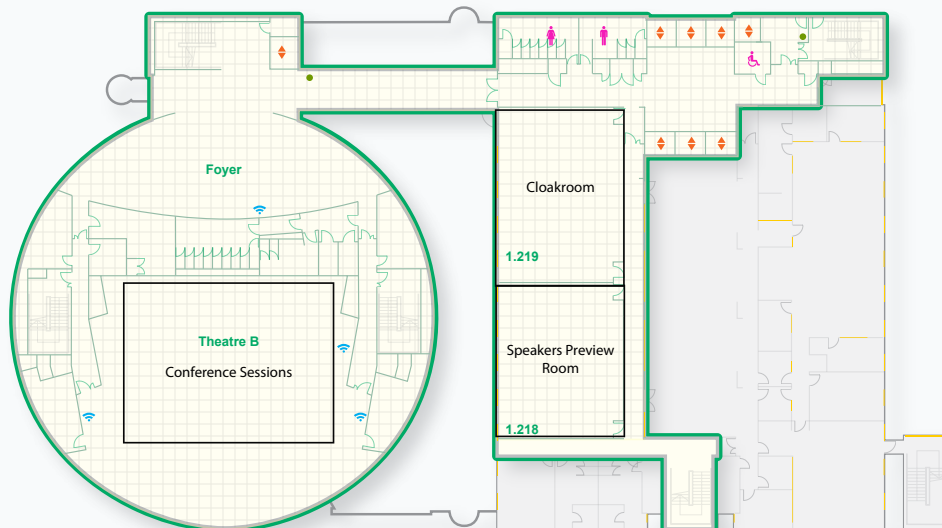 Foyer
Cloakroom
1.219
Theatre B
Conference Sessions
Speakers Preview
Room
1.218